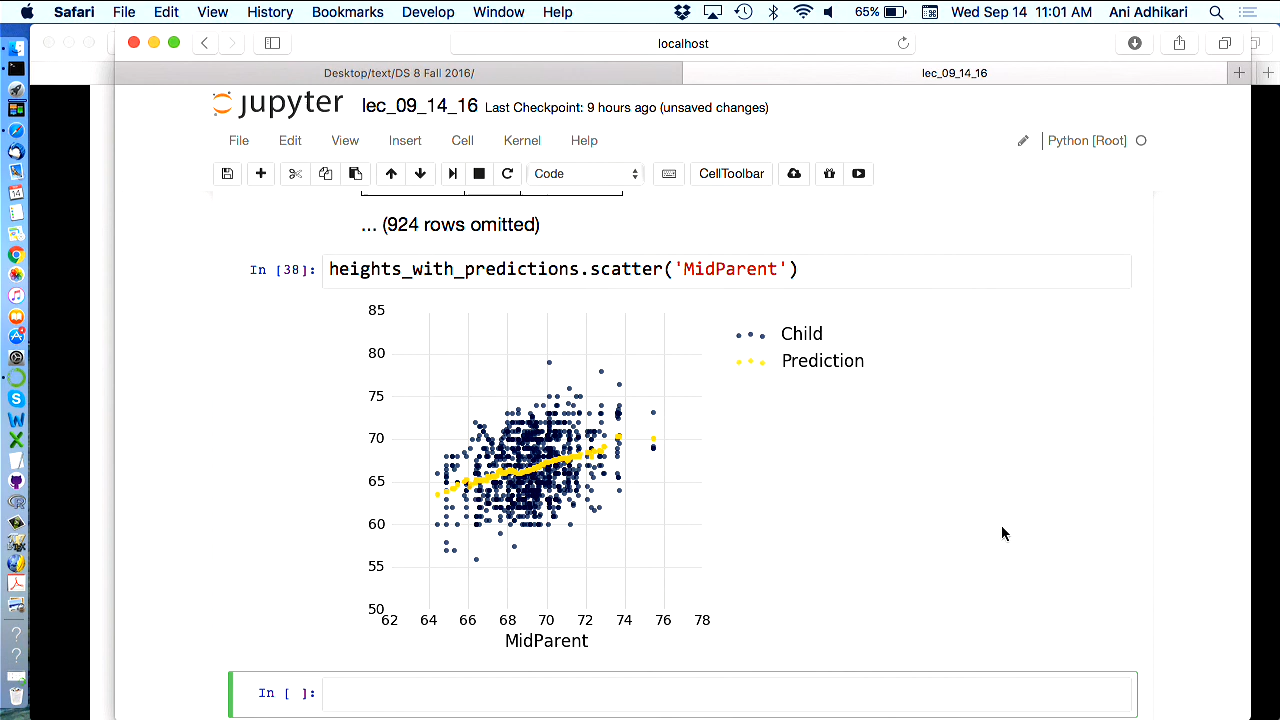 Safari File Edit View History Bookmarks Develop Window Help 65% Wed Sep 14 11:01 AM Ani Adhikari
localhost
Desktop/text/DS 8 Fall 2016/ lec_09_14_16
jupyter lec_09_14_16 Last Checkpoint: 9 hours ago (unsaved changes)
File Edit View Insert Cell Kernel Help Python [Root]
Code CellToolbar
... (924 rows omitted)
In [38]: heights_with_predictions.scatter('MidParent')
85
80
75
70
65
60
55
50
62 64 66 68 70 72 74 76 78
MidParent
Child
Prediction
In [ ]:
14